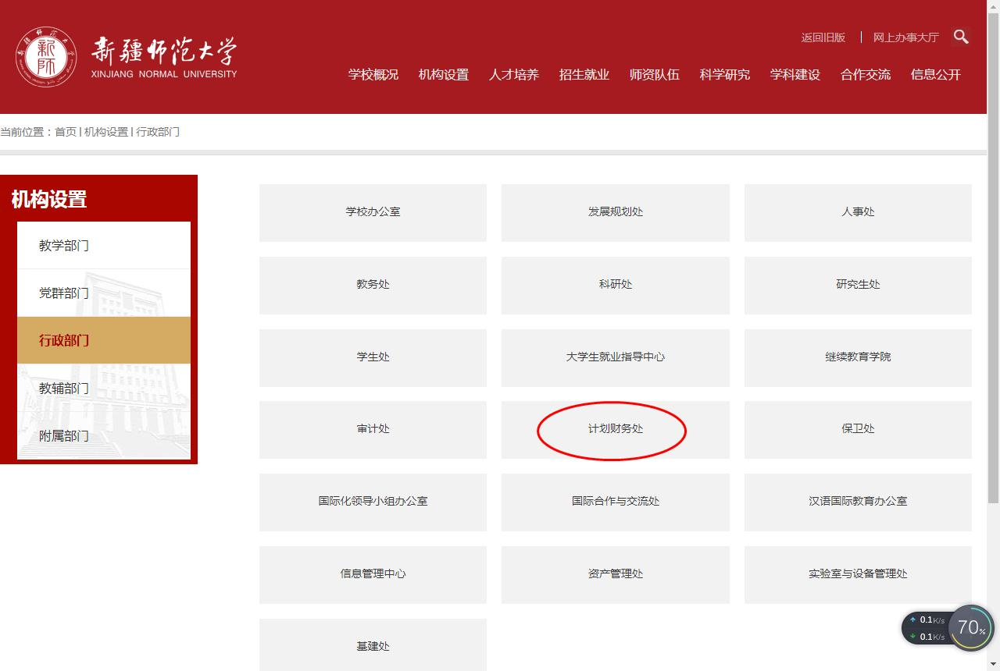 新疆师范大学
XINJIANG NORMAL UNIVERSITY
新師
返回旧版 | 网上办事大厅
学校概况 机构设置 人才培养 招生就业 师资队伍 科学研究 学科建设 合作交流 信息公开
当前位置：首页 | 机构设置 | 行政部门
机构设置
教学部门
党群部门
行政部门
教辅部门
附属部门
学校办公室 发展规划处 人事处
教务处 科研处 研究生处
学生处 大学生就业指导中心 继续教育学院
审计处 计划财务处 保卫处
国际化领导小组办公室 国际合作与交流处 汉语国际教育办公室
信息管理中心 资产管理处 实验室与设备管理处
基建处
0.1K/s
0.1K/s
70%